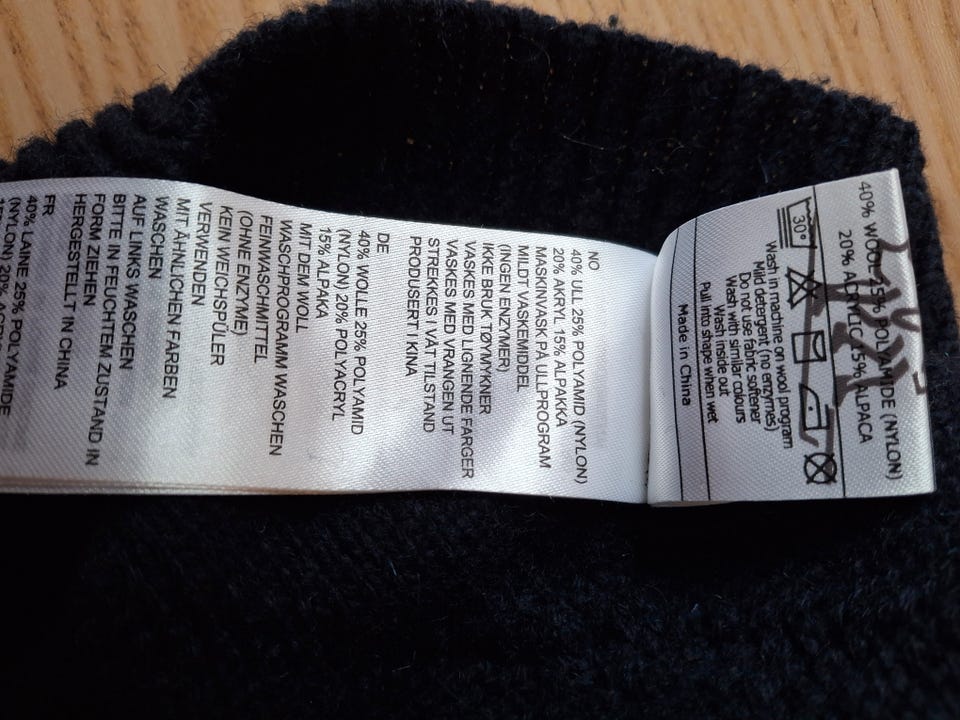 40% WOOL 25% POLYAMIDE (NYLON)
20% ACRYLIC 15% ALPACA
30°
Wash in machine on wool program
Mild detergent (no enzymes)
Do not use fabric softener
Wash with similar colours
Wash inside out
Pull into shape when wet
Made in China
NO
40% ULL 25% POLYAMID (NYLON)
20% AKRYL 15% ALPAKKA
MASKINVASK PÅ ULLPROGRAM
MILDT VASKEMIDDEL
(INGEN ENZYMER)
IKKE BRUK TØYMYKNER
VASKES MED LIGNENDE FARGER
VASKES MED VRANGEN UT
STREKKES I VÅT TILSTAND
PRODUSERT I KINA
DE
40% WOLLE 25% POLYAMID
(NYLON) 20% POLYACRYL
15% ALPAKA
MIT DEM WOLL
WASCHPROGRAMM WASCHEN
FEINWASCHMITTEL
(OHNE ENZYME)
KEIN WEICHSPÜLER
VERWENDEN
MIT ÄHNLICHEN FARBEN
WASCHEN
AUF LINKS WASCHEN
BITTE IN FEUCHTEM ZUSTAND IN
FORM ZIEHEN
HERGESTELLT IN CHINA
FR
40% LAINE 25% POLYAMIDE
(NYLON) 20%